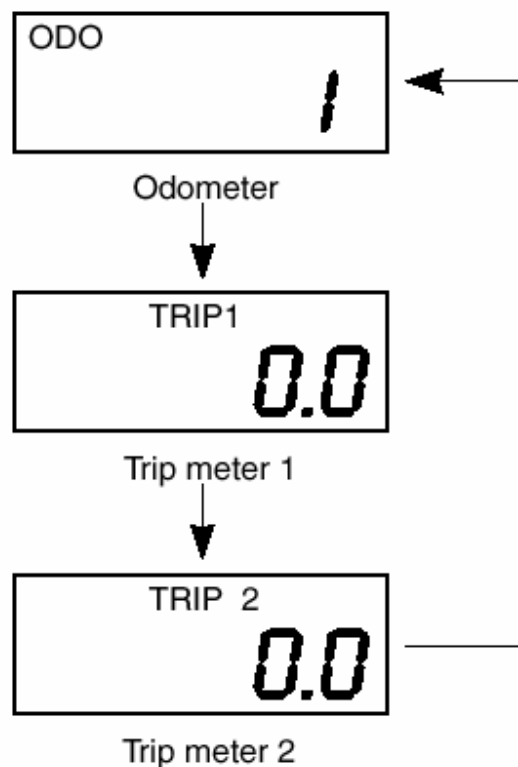 ODO
1
Odometer
TRIP1
0.0
Trip meter 1
TRIP 2
0.0
Trip meter 2